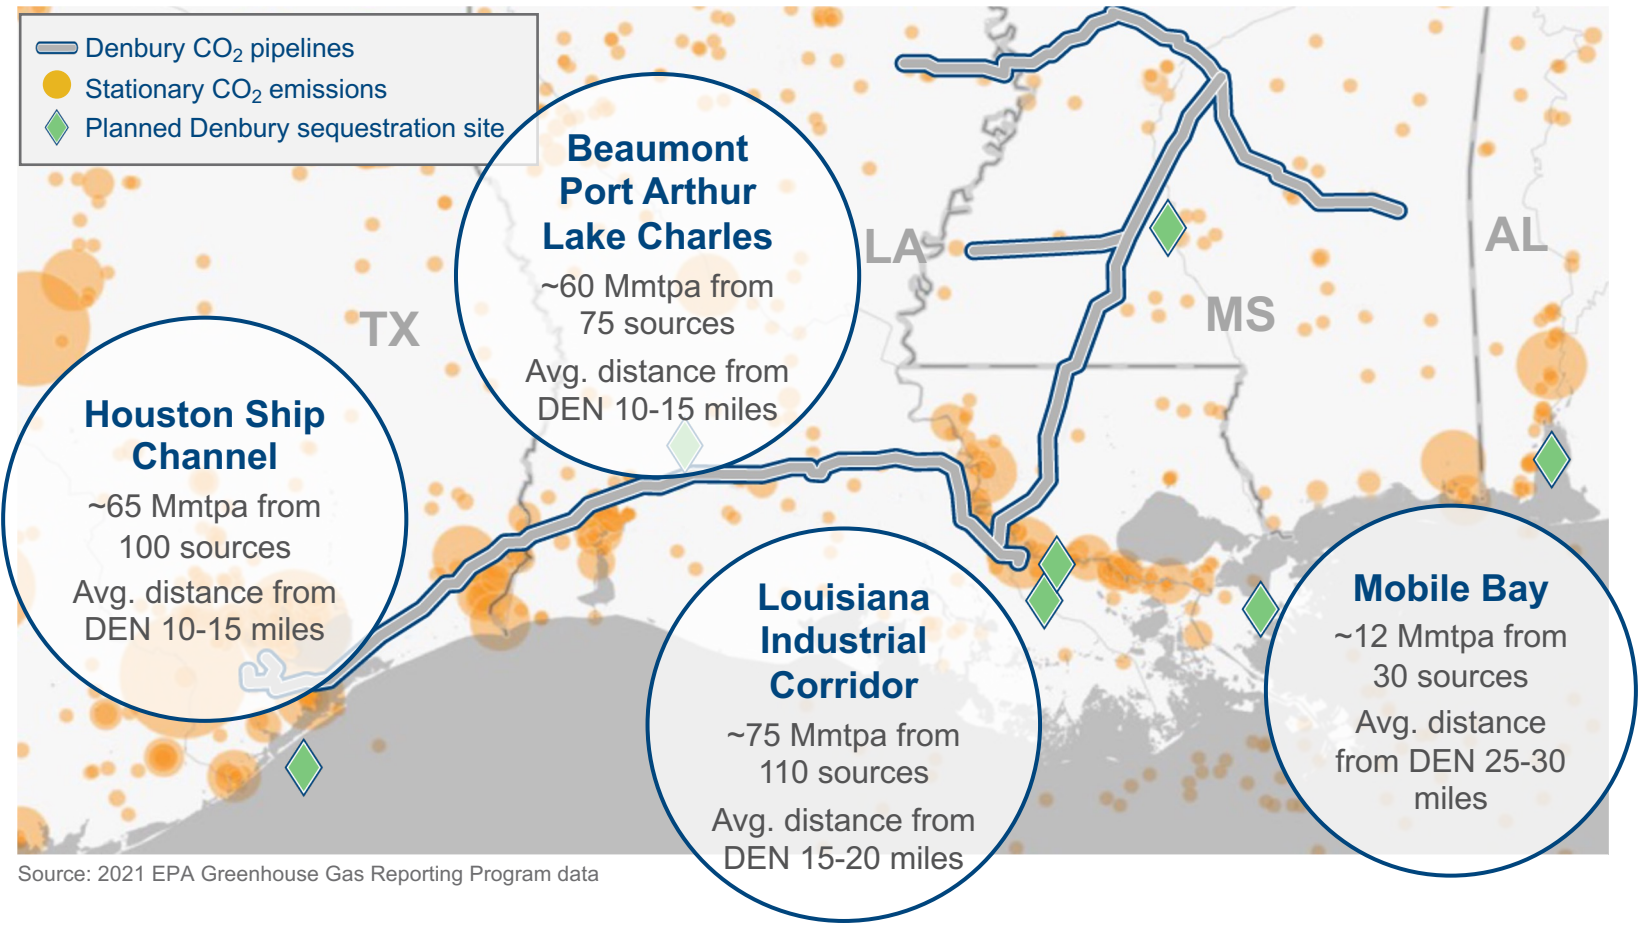 Denbury CO₂ pipelines
Stationary CO₂ emissions
Planned Denbury sequestration site
Beaumont
Port Arthur
Lake Charles
~60 Mmtpa from
75 sources
Avg. distance from
DEN 10-15 miles
LA
AL
TX
MS
Houston Ship
Channel
~65 Mmtpa from
100 sources
Avg. distance from
DEN 10-15 miles
Louisiana
Industrial
Corridor
~75 Mmtpa from
110 sources
Avg. distance from
DEN 15-20 miles
Mobile Bay
~12 Mmtpa from
30 sources
Avg. distance
from DEN 25-30
miles
Source: 2021 EPA Greenhouse Gas Reporting Program data